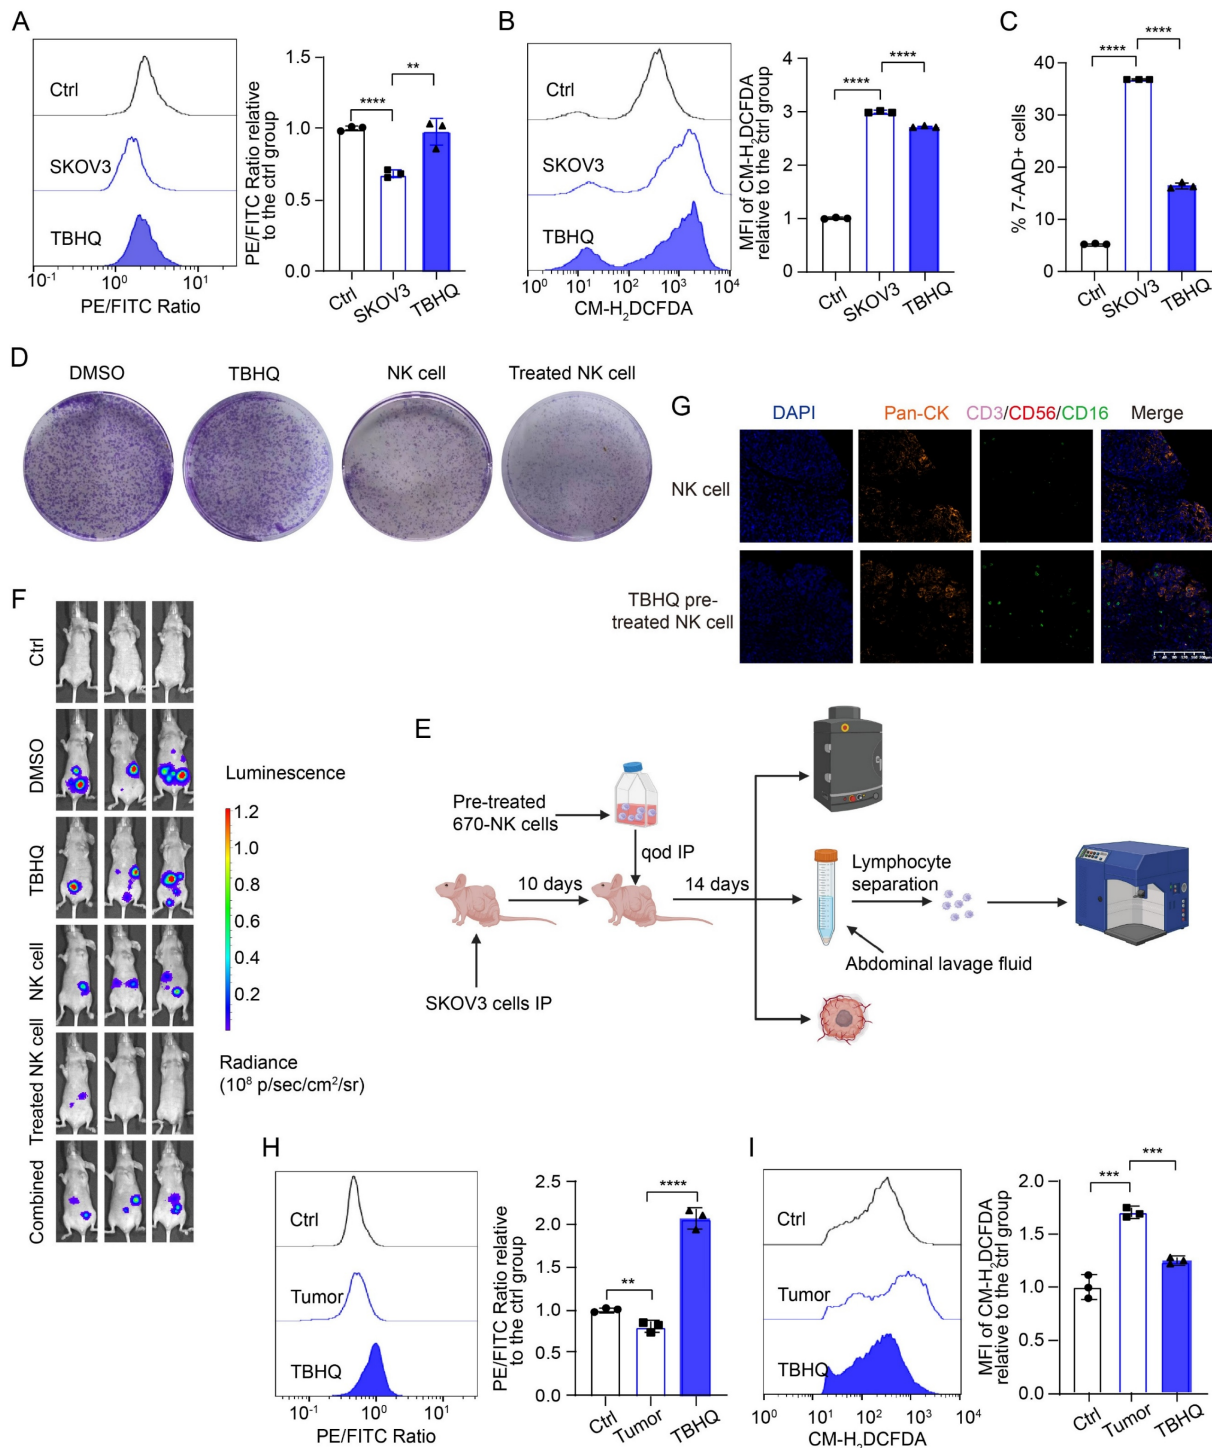 A
Ctrl
SKOV3
TBHQ
10-1
100
101
PE/FITC Ratio
PE/FITC Ratio relative
to the ctrl group
1.5
1.0
0.5
0.0
****
**
Ctrl
SKOV3
TBHQ
B
Ctrl
SKOV3
TBHQ
100
101
102
103
104
CM-H2DCFDA
MFI of CM-H2DCFDA
relative to the ctrl group
4
3
2
1
0
****
****
Ctrl
SKOV3
TBHQ
C
% 7-AAD+ cells
40
30
20
10
0
****
****
Ctrl
SKOV3
TBHQ
D
DMSO
TBHQ
NK cell
Treated NK cell
G
DAPI
Pan-CK
CD3/CD56/CD16
Merge
NK cell
TBHQ pre-
treated NK cell
F
Ctrl
DMSO
TBHQ
NK cell
Treated NK cell
Combined
Luminescence
1.2
1.0
0.8
0.6
0.4
0.2
Radiance
(108 p/sec/cm2/sr)
E
Pre-treated
670-NK cells
qod IP
10 days
14 days
SKOV3 cells IP
Lymphocyte
separation
Abdominal lavage fluid
H
Ctrl
Tumor
TBHQ
10-1
100
101
PE/FITC Ratio
PE/FITC Ratio relative
to the ctrl group
2.5
2.0
1.5
1.0
0.5
0.0
**
****
Ctrl
Tumor
TBHQ
I
Ctrl
Tumor
TBHQ
100
101
102
103
104
CM-H2DCFDA
MFI of CM-H2DCFDA
relative to the ctrl group
2.0
1.5
1.0
0.5
0.0
***
***
Ctrl
Tumor
TBHQ